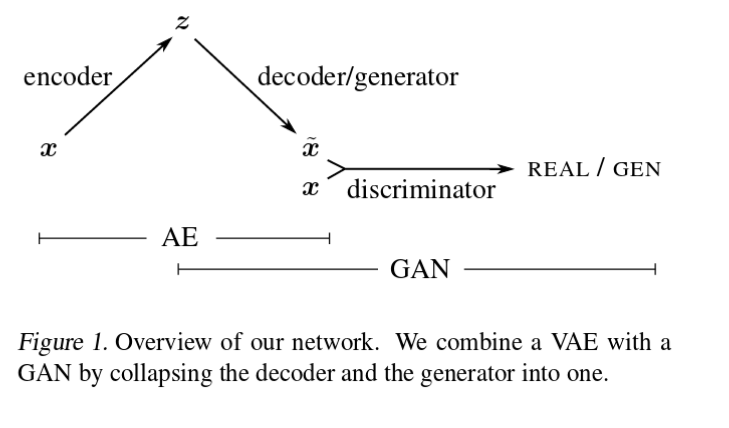 z
encoder
decoder/generator
x
x̃
x
discriminator
REAL / GEN
AE
GAN
Figure 1. Overview of our network. We combine a VAE with a
GAN by collapsing the decoder and the generator into one.